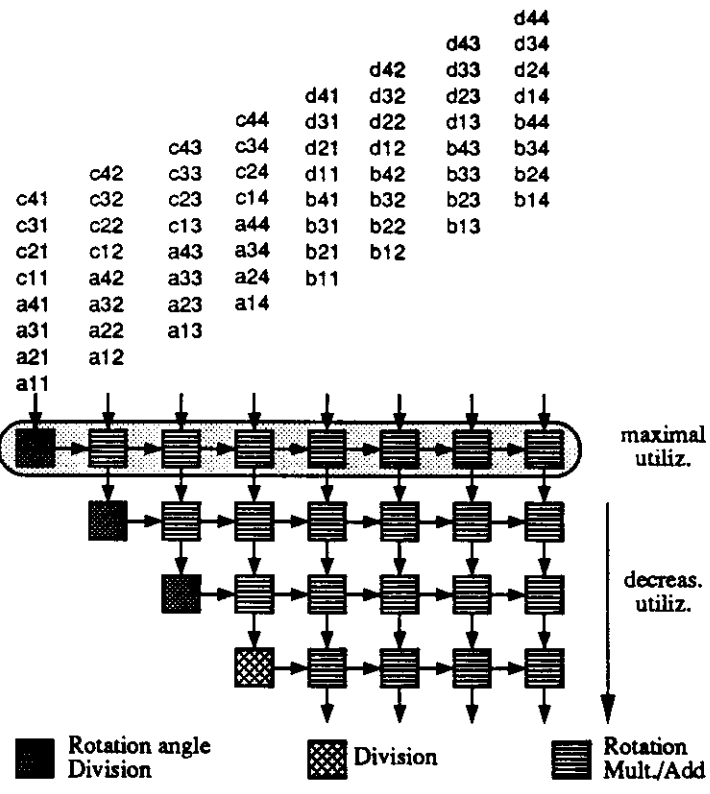 d44
d43 d34
d42 d33 d24
d41 d32 d23 d14
c44 d31 d22 d13 b44
c43 c34 d21 d12 b43 b34
c42 c33 c24 d11 b42 b33 b24
c41 c32 c23 c14 b41 b32 b23 b14
c31 c22 c13 a44 b31 b22 b13
c21 c12 a43 a34 b21 b12
c11 a42 a33 a24 b11
a41 a32 a23 a14
a31 a22 a13
a21 a12
a11
maximal
utiliz.
decreas.
utiliz.
Rotation angle
Division
Division
Rotation
Mult./Add